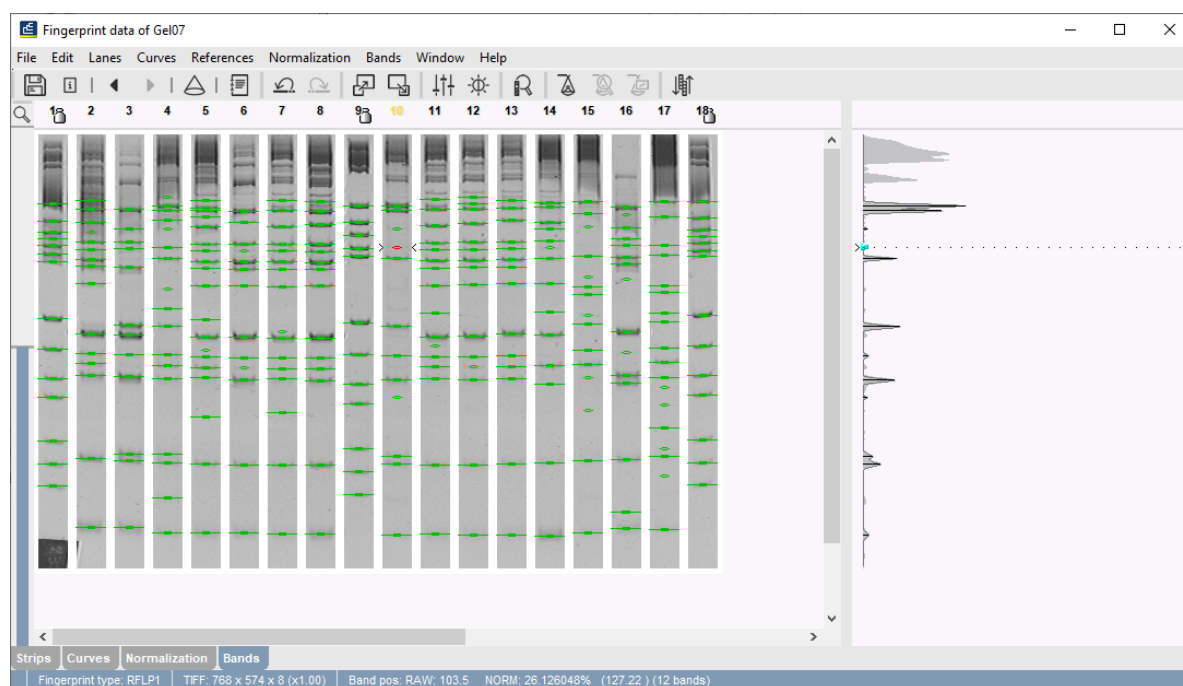 Fingerprint data of Gel07
File Edit Lanes Curves References Normalization Bands Window Help
1 2 3 4 5 6 7 8 9 10 11 12 13 14 15 16 17 18
Strips Curves Normalization Bands
Fingerprint type: RFLP1 TIFF: 768 x 574 x 8 (x1.00) Band pos: RAW: 103.5 NORM: 26.126048% (127.22 ) (12 bands)